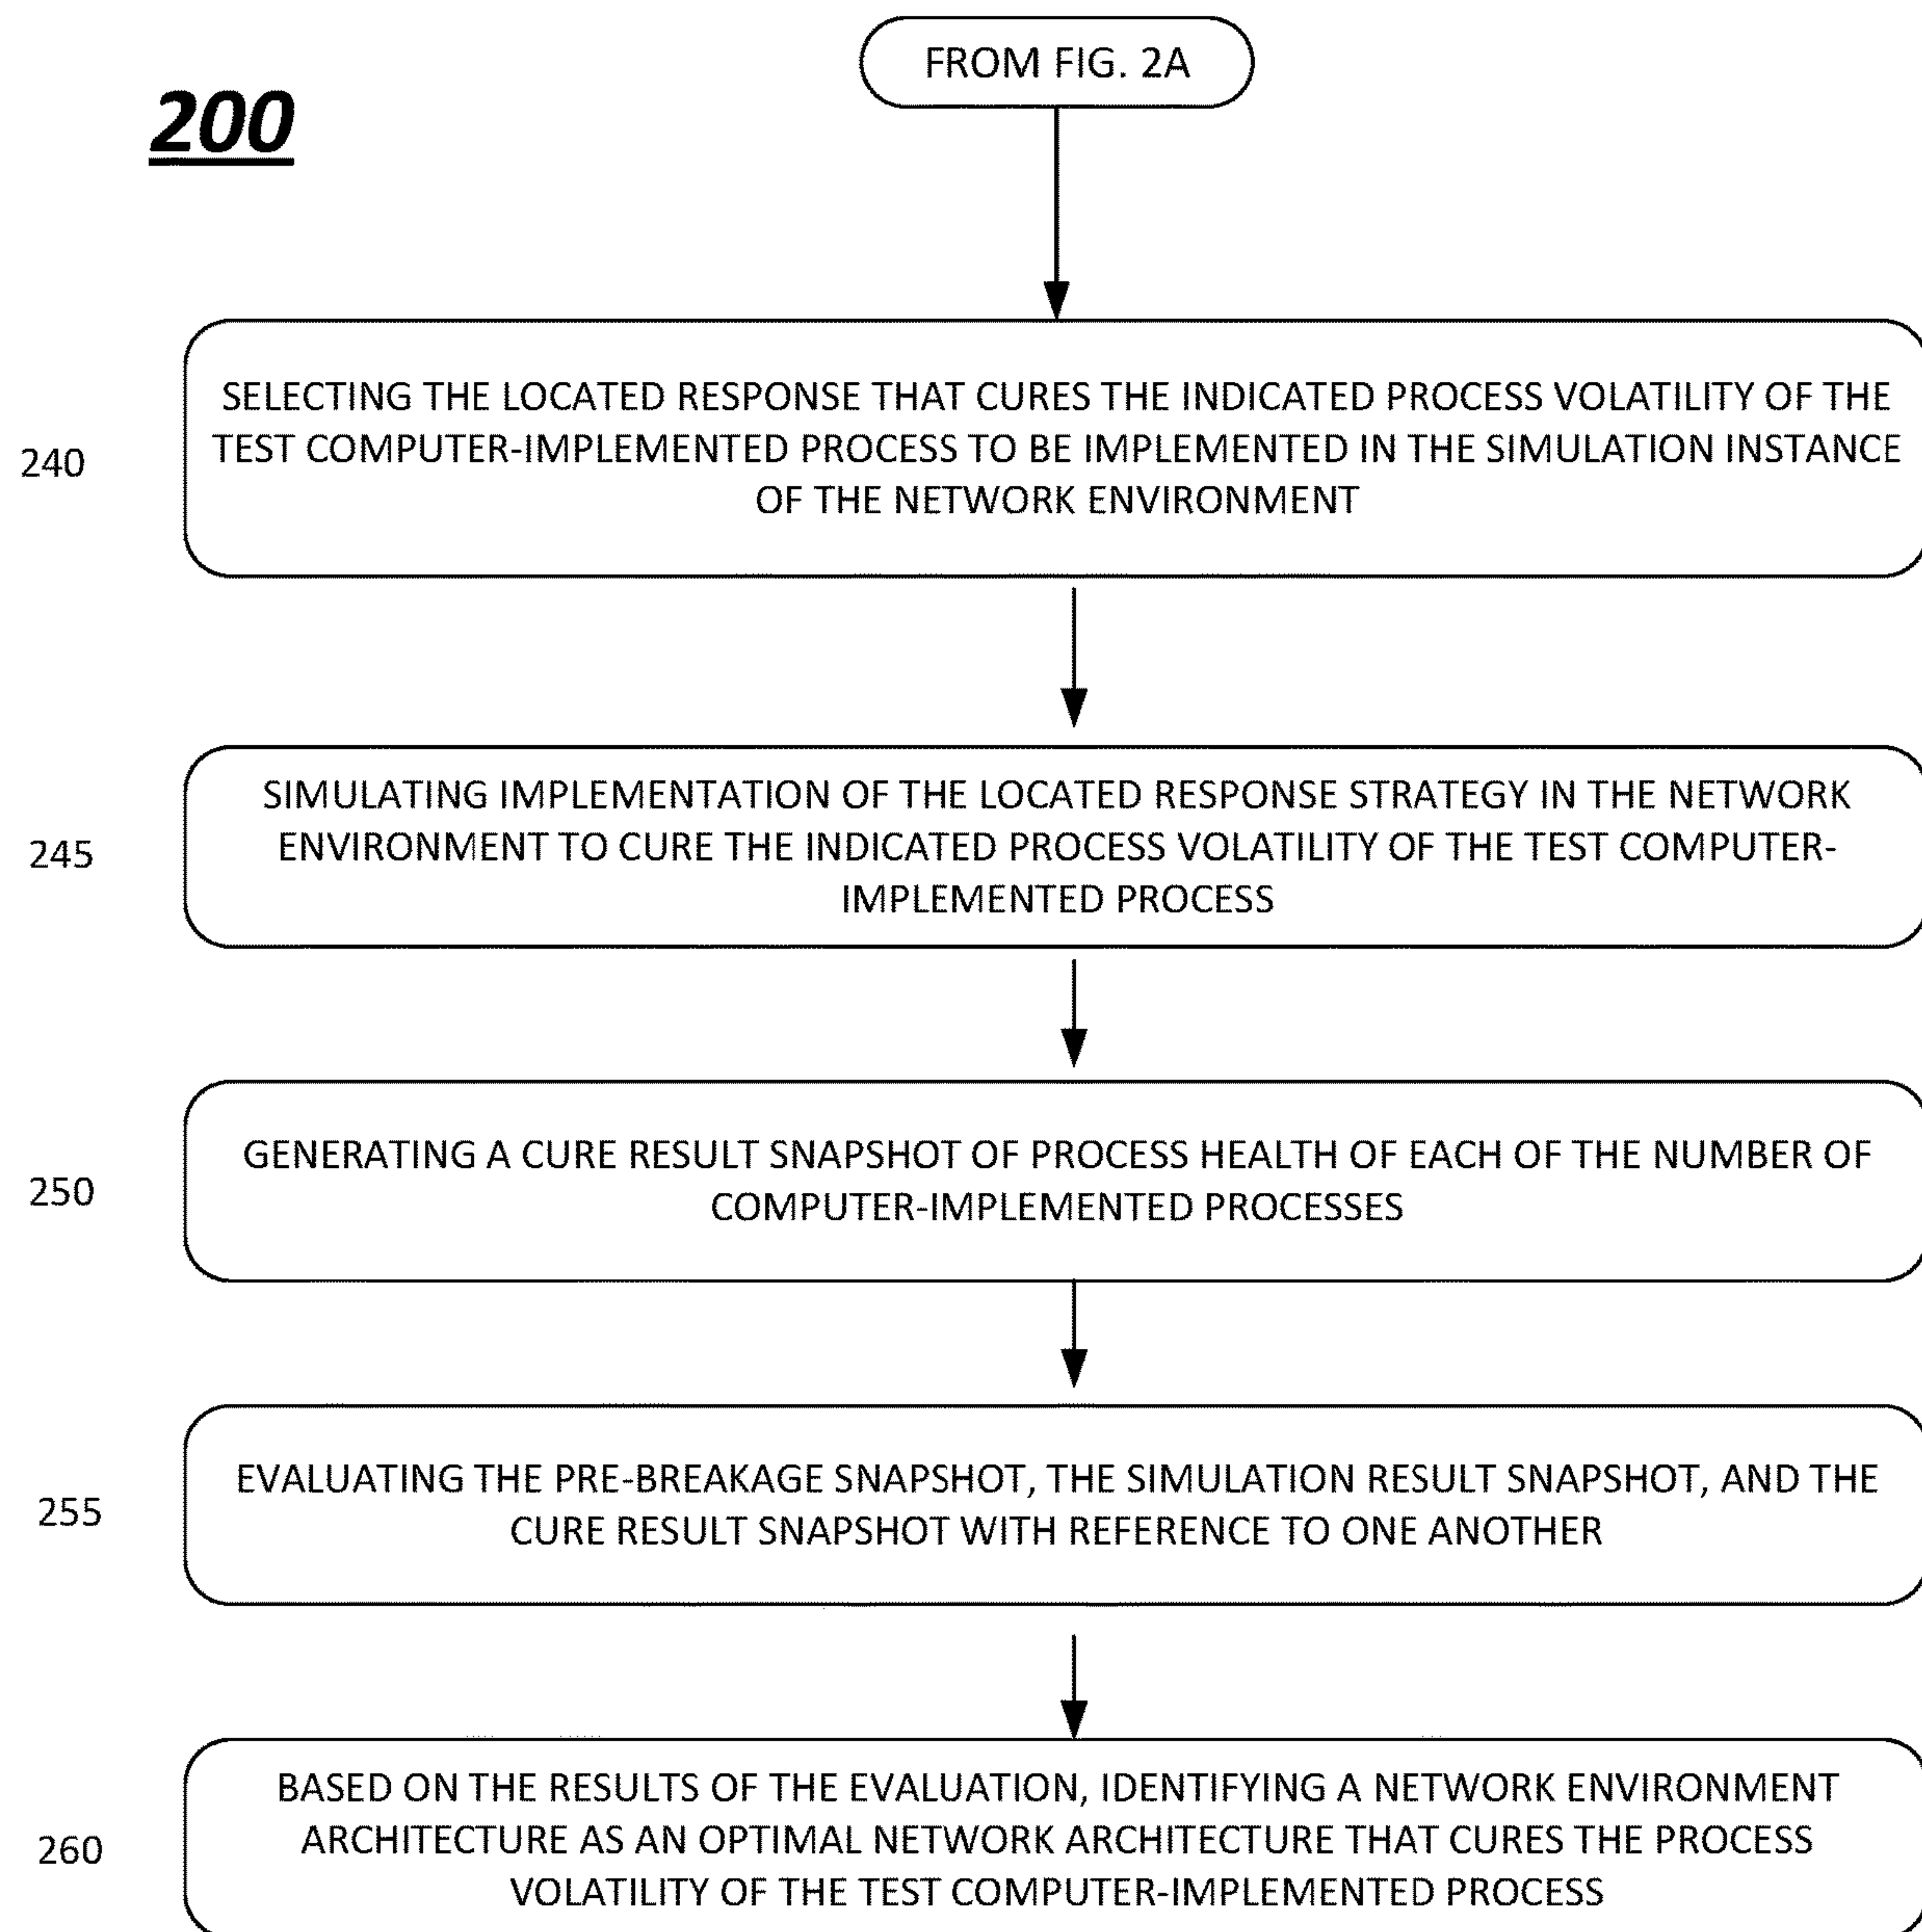 FROM FIG. 2A
200
240
SELECTING THE LOCATED RESPONSE THAT CURES THE INDICATED PROCESS VOLATILITY OF THE
TEST COMPUTER-IMPLEMENTED PROCESS TO BE IMPLEMENTED IN THE SIMULATION INSTANCE
OF THE NETWORK ENVIRONMENT
245
SIMULATING IMPLEMENTATION OF THE LOCATED RESPONSE STRATEGY IN THE NETWORK
ENVIRONMENT TO CURE THE INDICATED PROCESS VOLATILITY OF THE TEST COMPUTER-
IMPLEMENTED PROCESS
250
GENERATING A CURE RESULT SNAPSHOT OF PROCESS HEALTH OF EACH OF THE NUMBER OF
COMPUTER-IMPLEMENTED PROCESSES
255
EVALUATING THE PRE-BREAKAGE SNAPSHOT, THE SIMULATION RESULT SNAPSHOT, AND THE
CURE RESULT SNAPSHOT WITH REFERENCE TO ONE ANOTHER
260
BASED ON THE RESULTS OF THE EVALUATION, IDENTIFYING A NETWORK ENVIRONMENT
ARCHITECTURE AS AN OPTIMAL NETWORK ARCHITECTURE THAT CURES THE PROCESS
VOLATILITY OF THE TEST COMPUTER-IMPLEMENTED PROCESS